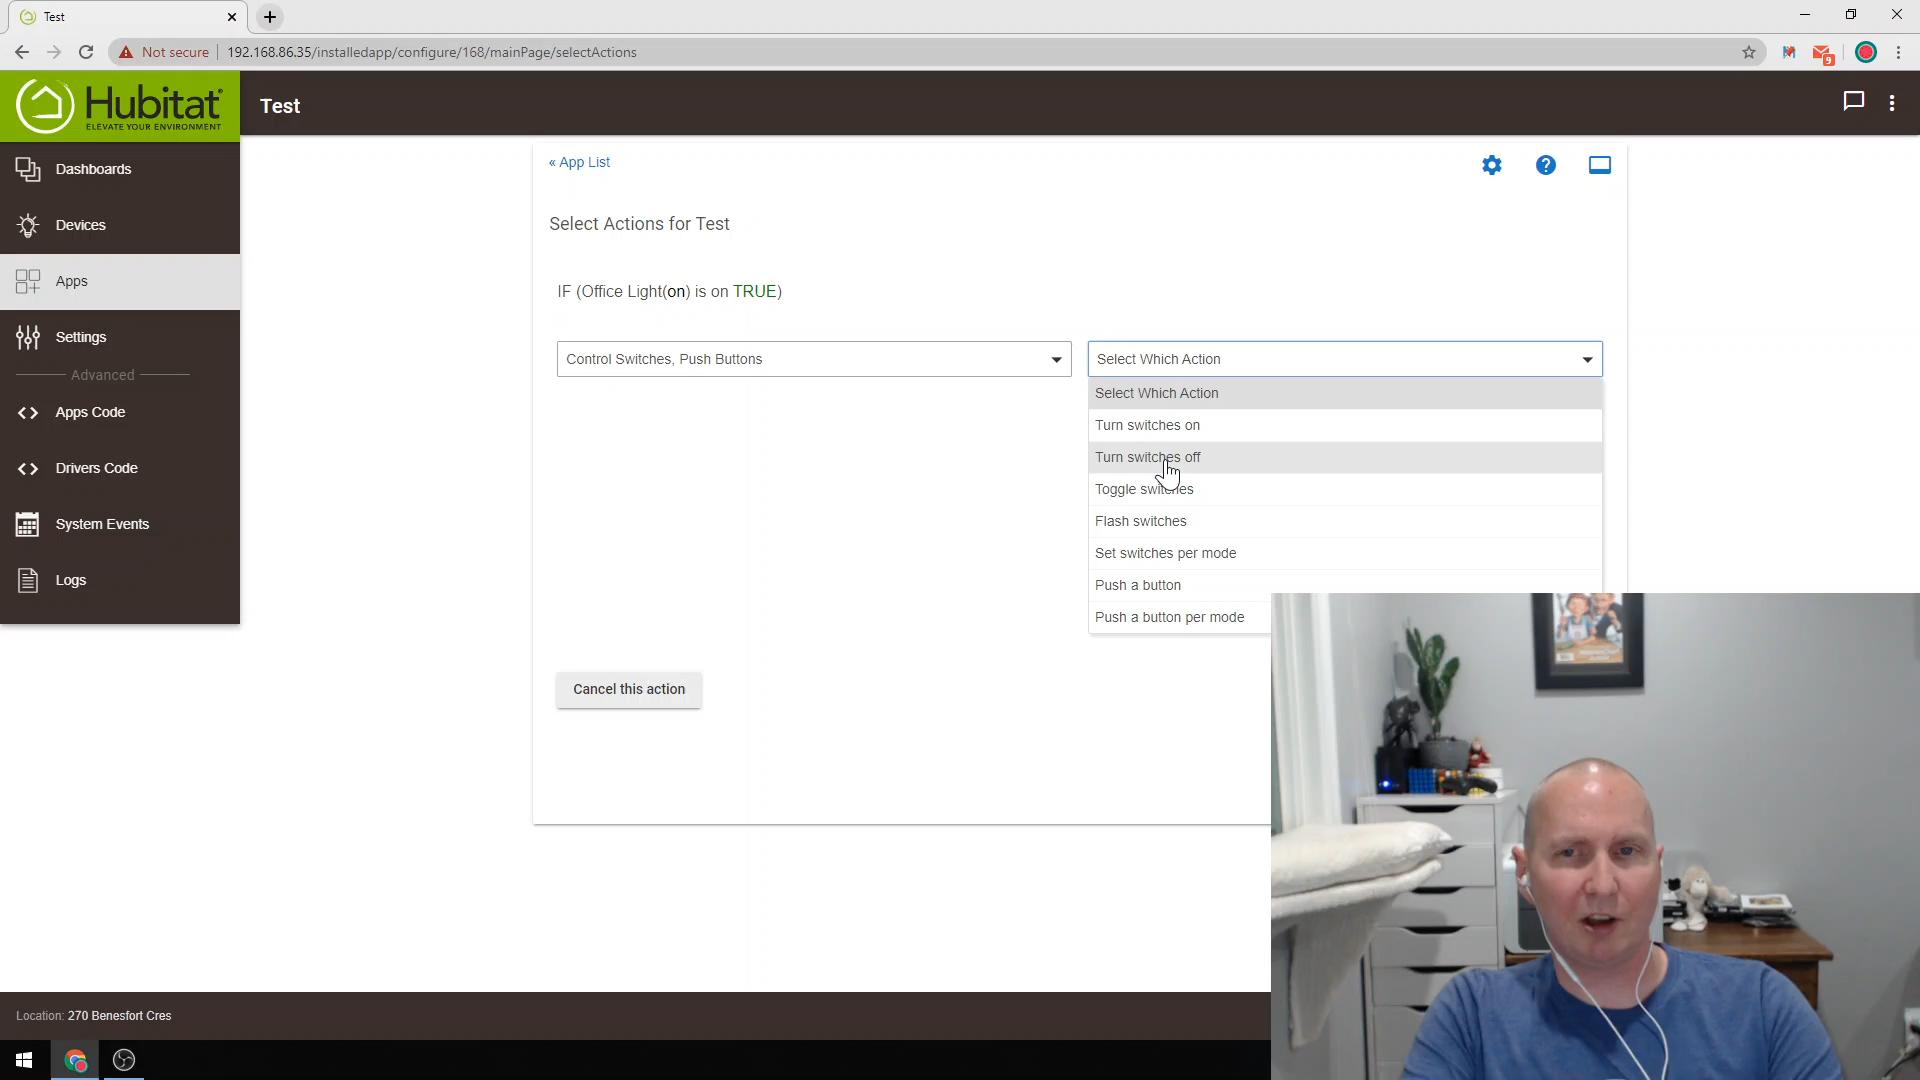 Test
Not secure
192.168.86.35/installedapp/configure/168/mainPage/selectActions
9
Hubitat
ELEVATE YOUR ENVIRONMENT
Test
Dashboards
Devices
Apps
Settings
Advanced
Apps Code
Drivers Code
System Events
Logs
« App List
Select Actions for Test
IF (Office Light(on) is on TRUE)
Control Switches, Push Buttons
Select Which Action
Select Which Action
Turn switches on
Turn switches off
Toggle switches
Flash switches
Set switches per mode
Push a button
Push a button per mode
Cancel this action
Location: 270 Benesfort Cres